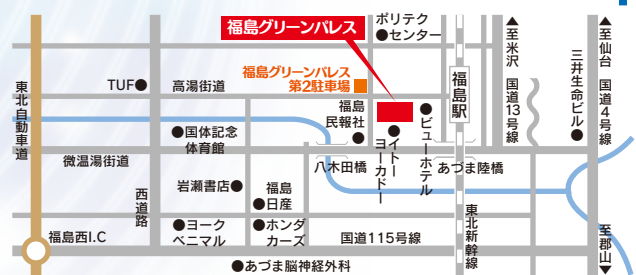 福島グリーンパレス
ポリテク
●センター
▲至米沢 国道13号線
▲至仙台 国道4号線
三井生命ビル●
TUF●
高湯街道
福島グリーンパレス
第2駐車場
福島駅
東北自動車道
福島
民報社
●
●イトー
ヨーカドー
●ビューホテル
●国体記念
体育館
微温湯街道
八木田橋
あづま陸橋
西道路
岩瀬書店●
福島
●日産
●ヨーク
ベニマル
●ホンダ
カーズ
福島西I.C
国道115号線
東北新幹線
至郡山▼
●あづま脳神経外科